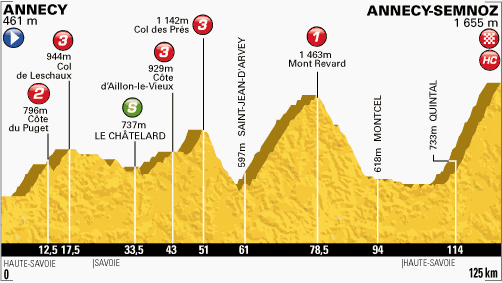 ANNECY
461 m
ANNECY-SEMNOZ
1 655 m
HC
3
944m
Col
de Leschaux
2
796m
Côte
du Puget
S
737m
LE CHÂTELARD
3
929m
Côte
d'Aillon-le-Vieux
1 142m
Col des Prés
3
597m SAINT-JEAN-D'ARVEY
1
1 463m
Mont Revard
618m MONTCEL
733m QUINTAL
12,5 17,5 33,5 43 51 61 78,5 94 114
HAUTE-SAVOIE |SAVOIE |HAUTE-SAVOIE
0 125 km